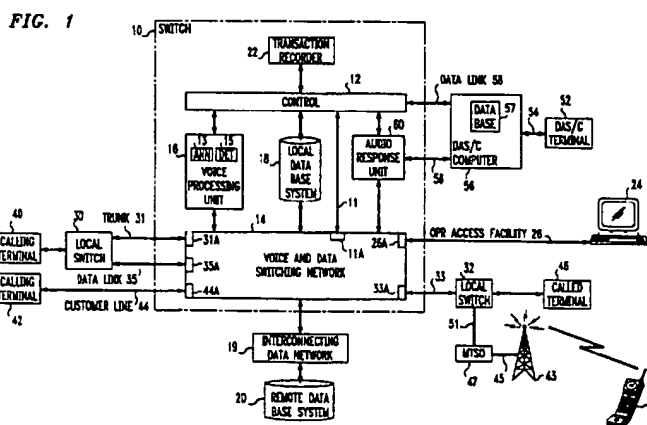 FIG. 1
10
SWITCH
22
TRANSACTION
RECORDER
12
CONTROL
DATA LINK 58
DATA
BASE
57
DAS/C
COMPUTER
56
54
52
DAS/C
TERMINAL
60
AUDIO
RESPONSE
UNIT
58
16
13
15
ANN
DET
VOICE
PROCESSING
UNIT
18
LOCAL
DATA
BASE
SYSTEM
11
24
14
40
CALLING
TERMINAL
30
LOCAL
SWITCH
TRUNK 31
31A
11A
26A
OPR ACCESS FACILITY 26
VOICE AND DATA
SWITCHING NETWORK
35A
DATA LINK 35'
44A
33A
33
32
LOCAL
SWITCH
46
CALLED
TERMINAL
CALLING
TERMINAL
42
CUSTOMER LINE 44
51
19
INTERCONNECTING
DATA NETWORK
MTSO
47
45
43
20
REMOTE DATA
BASE SYSTEM